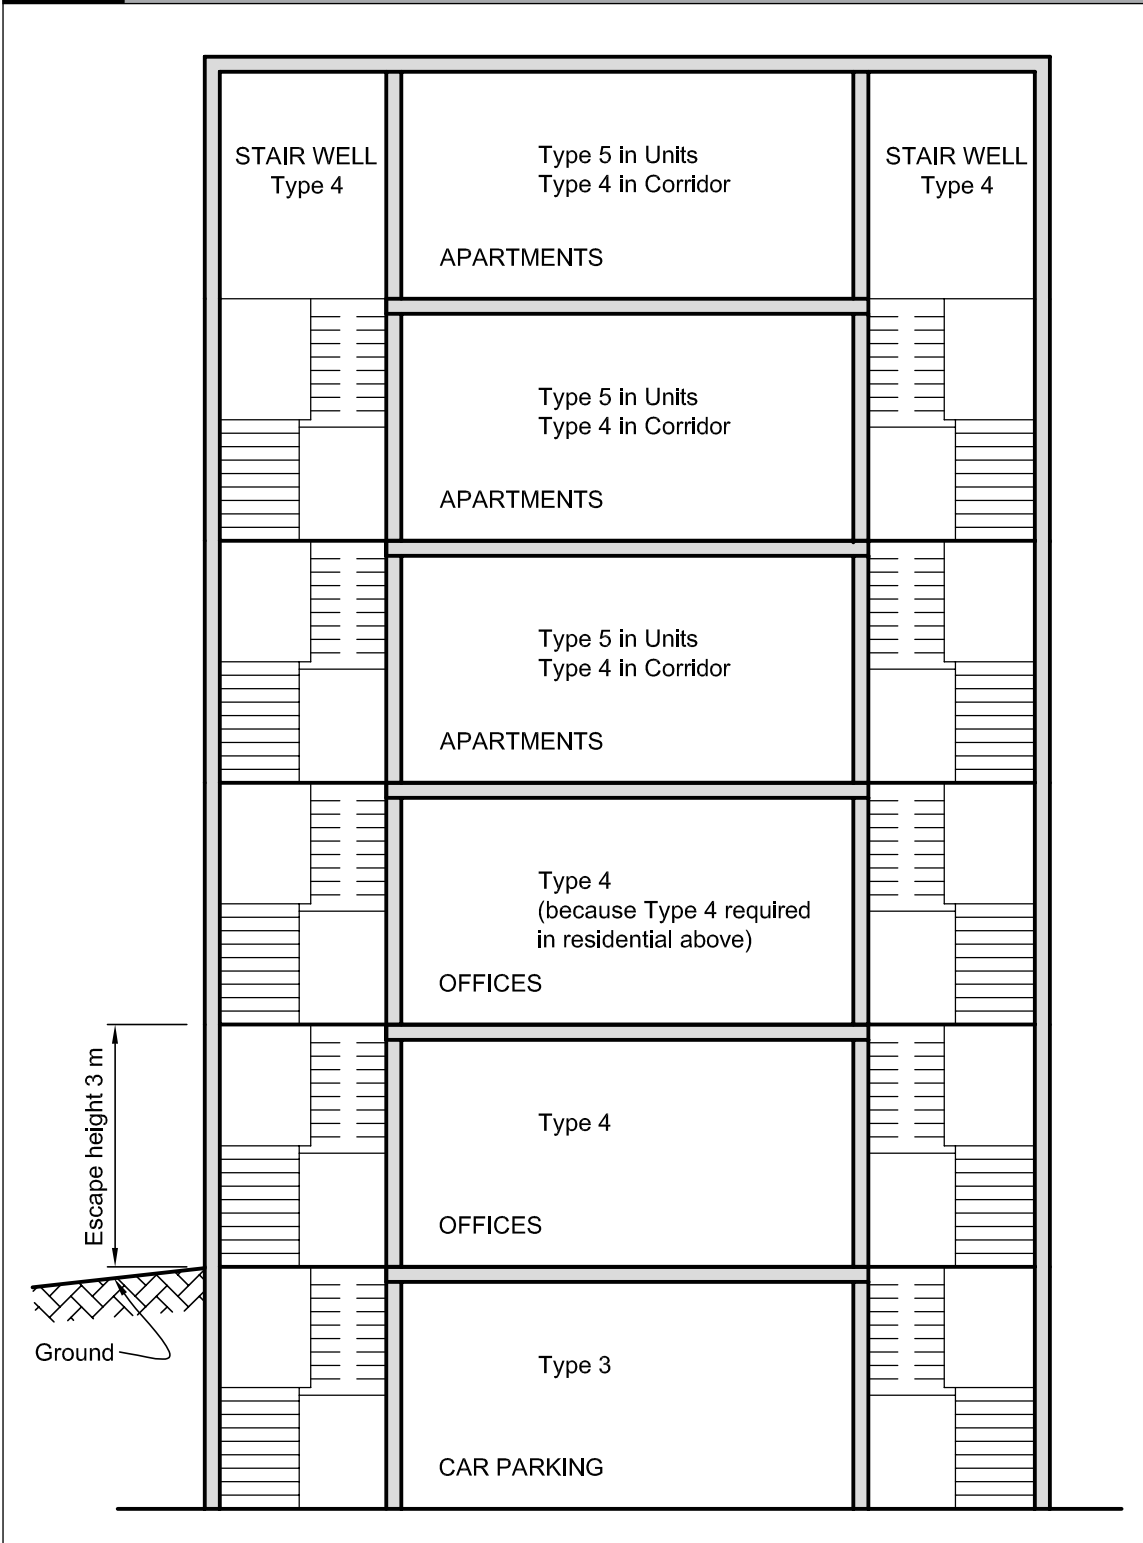 STAIR WELL
Type 4
Type 5 in Units
Type 4 in Corridor
APARTMENTS
STAIR WELL
Type 4
Type 5 in Units
Type 4 in Corridor
APARTMENTS
Type 5 in Units
Type 4 in Corridor
APARTMENTS
Type 4
(because Type 4 required
in residential above)
OFFICES
Escape height 3 m
Type 4
OFFICES
Ground
Type 3
CAR PARKING